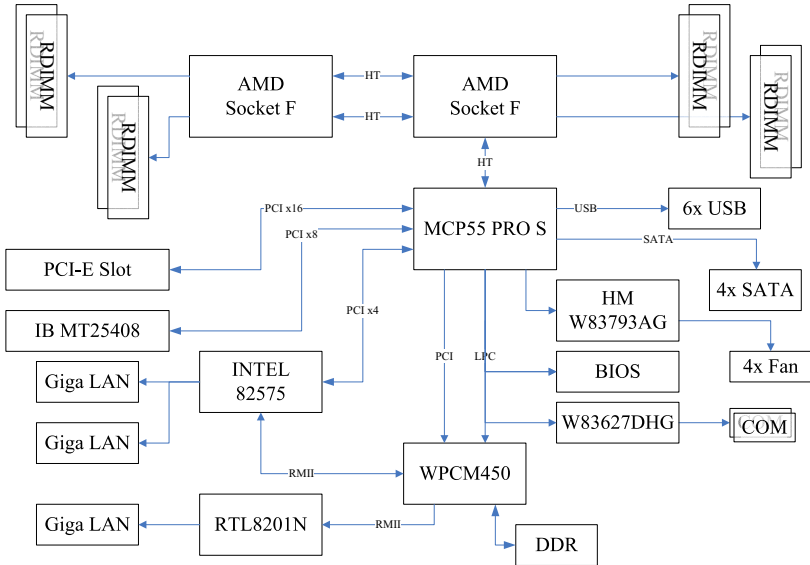 RDIMM
RDIMM
AMD
Socket F
HT
HT
AMD
Socket F
RDIMM
RDIMM
RDIMM
RDIMM
RDIMM
RDIMM
HT
PCI x16
PCI x8
MCP55 PRO S
USB
6x USB
SATA
PCI-E Slot
4x SATA
PCI x4
HM
W83793AG
IB MT25408
PCI
LPC
Giga LAN
INTEL
82575
BIOS
4x Fan
Giga LAN
W83627DHG
COM
COM
RMII
WPCM450
Giga LAN
RTL8201N
RMII
DDR